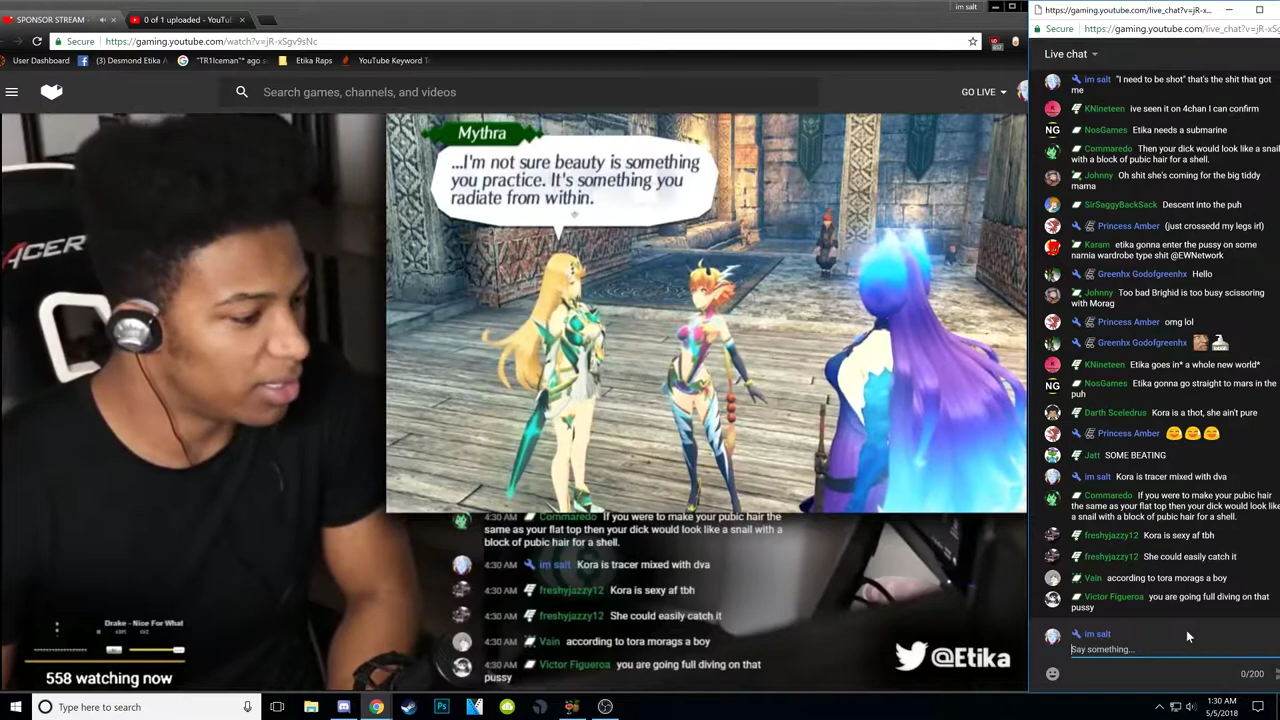 SPONSOR STREAM
0 of 1 uploaded - YouTu
im salt
Secure
https://gaming.youtube.com/watch?v=jR-xSgv9sNc
User Dashboard
(3) Desmond Etika A
"TR1Iceman"* ago s
Etika Raps
YouTube Keyword To
Search games, channels, and videos
GO LIVE
ACER
Mythra
...I'm not sure beauty is something
you practice. It's something you
radiate from within.
4:30 AM Commaredo If you were to make your pubic hair the
same as your flat top then your dick would look like a snail with a
block of pubic hair for a shell.
4:30 AM im salt Kora is tracer mixed with dva
4:30 AM freshyjazzy12 Kora is sexy af tbh
4:30 AM freshyjazzy12 She could easily catch it
4:30 AM Vain according to tora morags a boy
4:30 AM Victor Figueroa you are going full diving on that
pussy
Drake - Nice For What
558 watching now
@Etika
https://gaming.youtube.com/live_chat?v=jR-x...
Secure
https://gaming.youtube.com/live_chat?v=jR-xSg
Live chat
im salt "I need to be shot" that's the shit that got
me
KNineteen ive seen it on 4chan I can confirm
NG NosGames Etika needs a submarine
Commaredo Then your dick would look like a snail
with a block of pubic hair for a shell.
Johnny Oh shit she's coming for the big tiddy
mama
SirSaggyBackSack Descent into the puh
Princess Amber (just crossedd my legs irl)
Karam etika gonna enter the pussy on some
narnia wardrobe type shit @EWNetwork
Greenhx Godofgreenhx Hello
Johnny Too bad Brighid is too busy scissoring
with Morag
Princess Amber omg lol
Greenhx Godofgreenhx
KNineteen Etika goes in* a whole new world*
NG NosGames Etika gonna go straight to mars in the
puh
Darth Sceledrus Kora is a thot, she ain't pure
Princess Amber
Jatt SOME BEATING
im salt Kora is tracer mixed with dva
Commaredo If you were to make your pubic hair
the same as your flat top then your dick would look like
a snail with a block of pubic hair for a shell.
freshyjazzy12 Kora is sexy af tbh
freshyjazzy12 She could easily catch it
Vain according to tora morags a boy
Victor Figueroa you are going full diving on that
pussy
im salt
Say something...
0/200
Type here to search
1:30 AM
5/5/2018